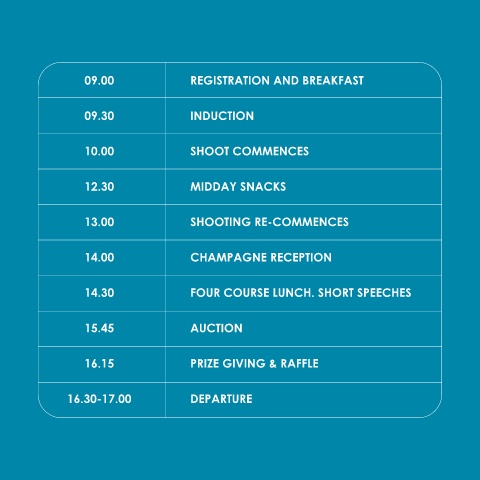 09.00 REGISTRATION AND BREAKFAST
09.30 INDUCTION
10.00 SHOOT COMMENCES
12.30 MIDDAY SNACKS
13.00 SHOOTING RE-COMMENCES
14.00 CHAMPAGNE RECEPTION
14.30 FOUR COURSE LUNCH. SHORT SPEECHES
15.45 AUCTION
16.15 PRIZE GIVING & RAFFLE
16.30-17.00 DEPARTURE